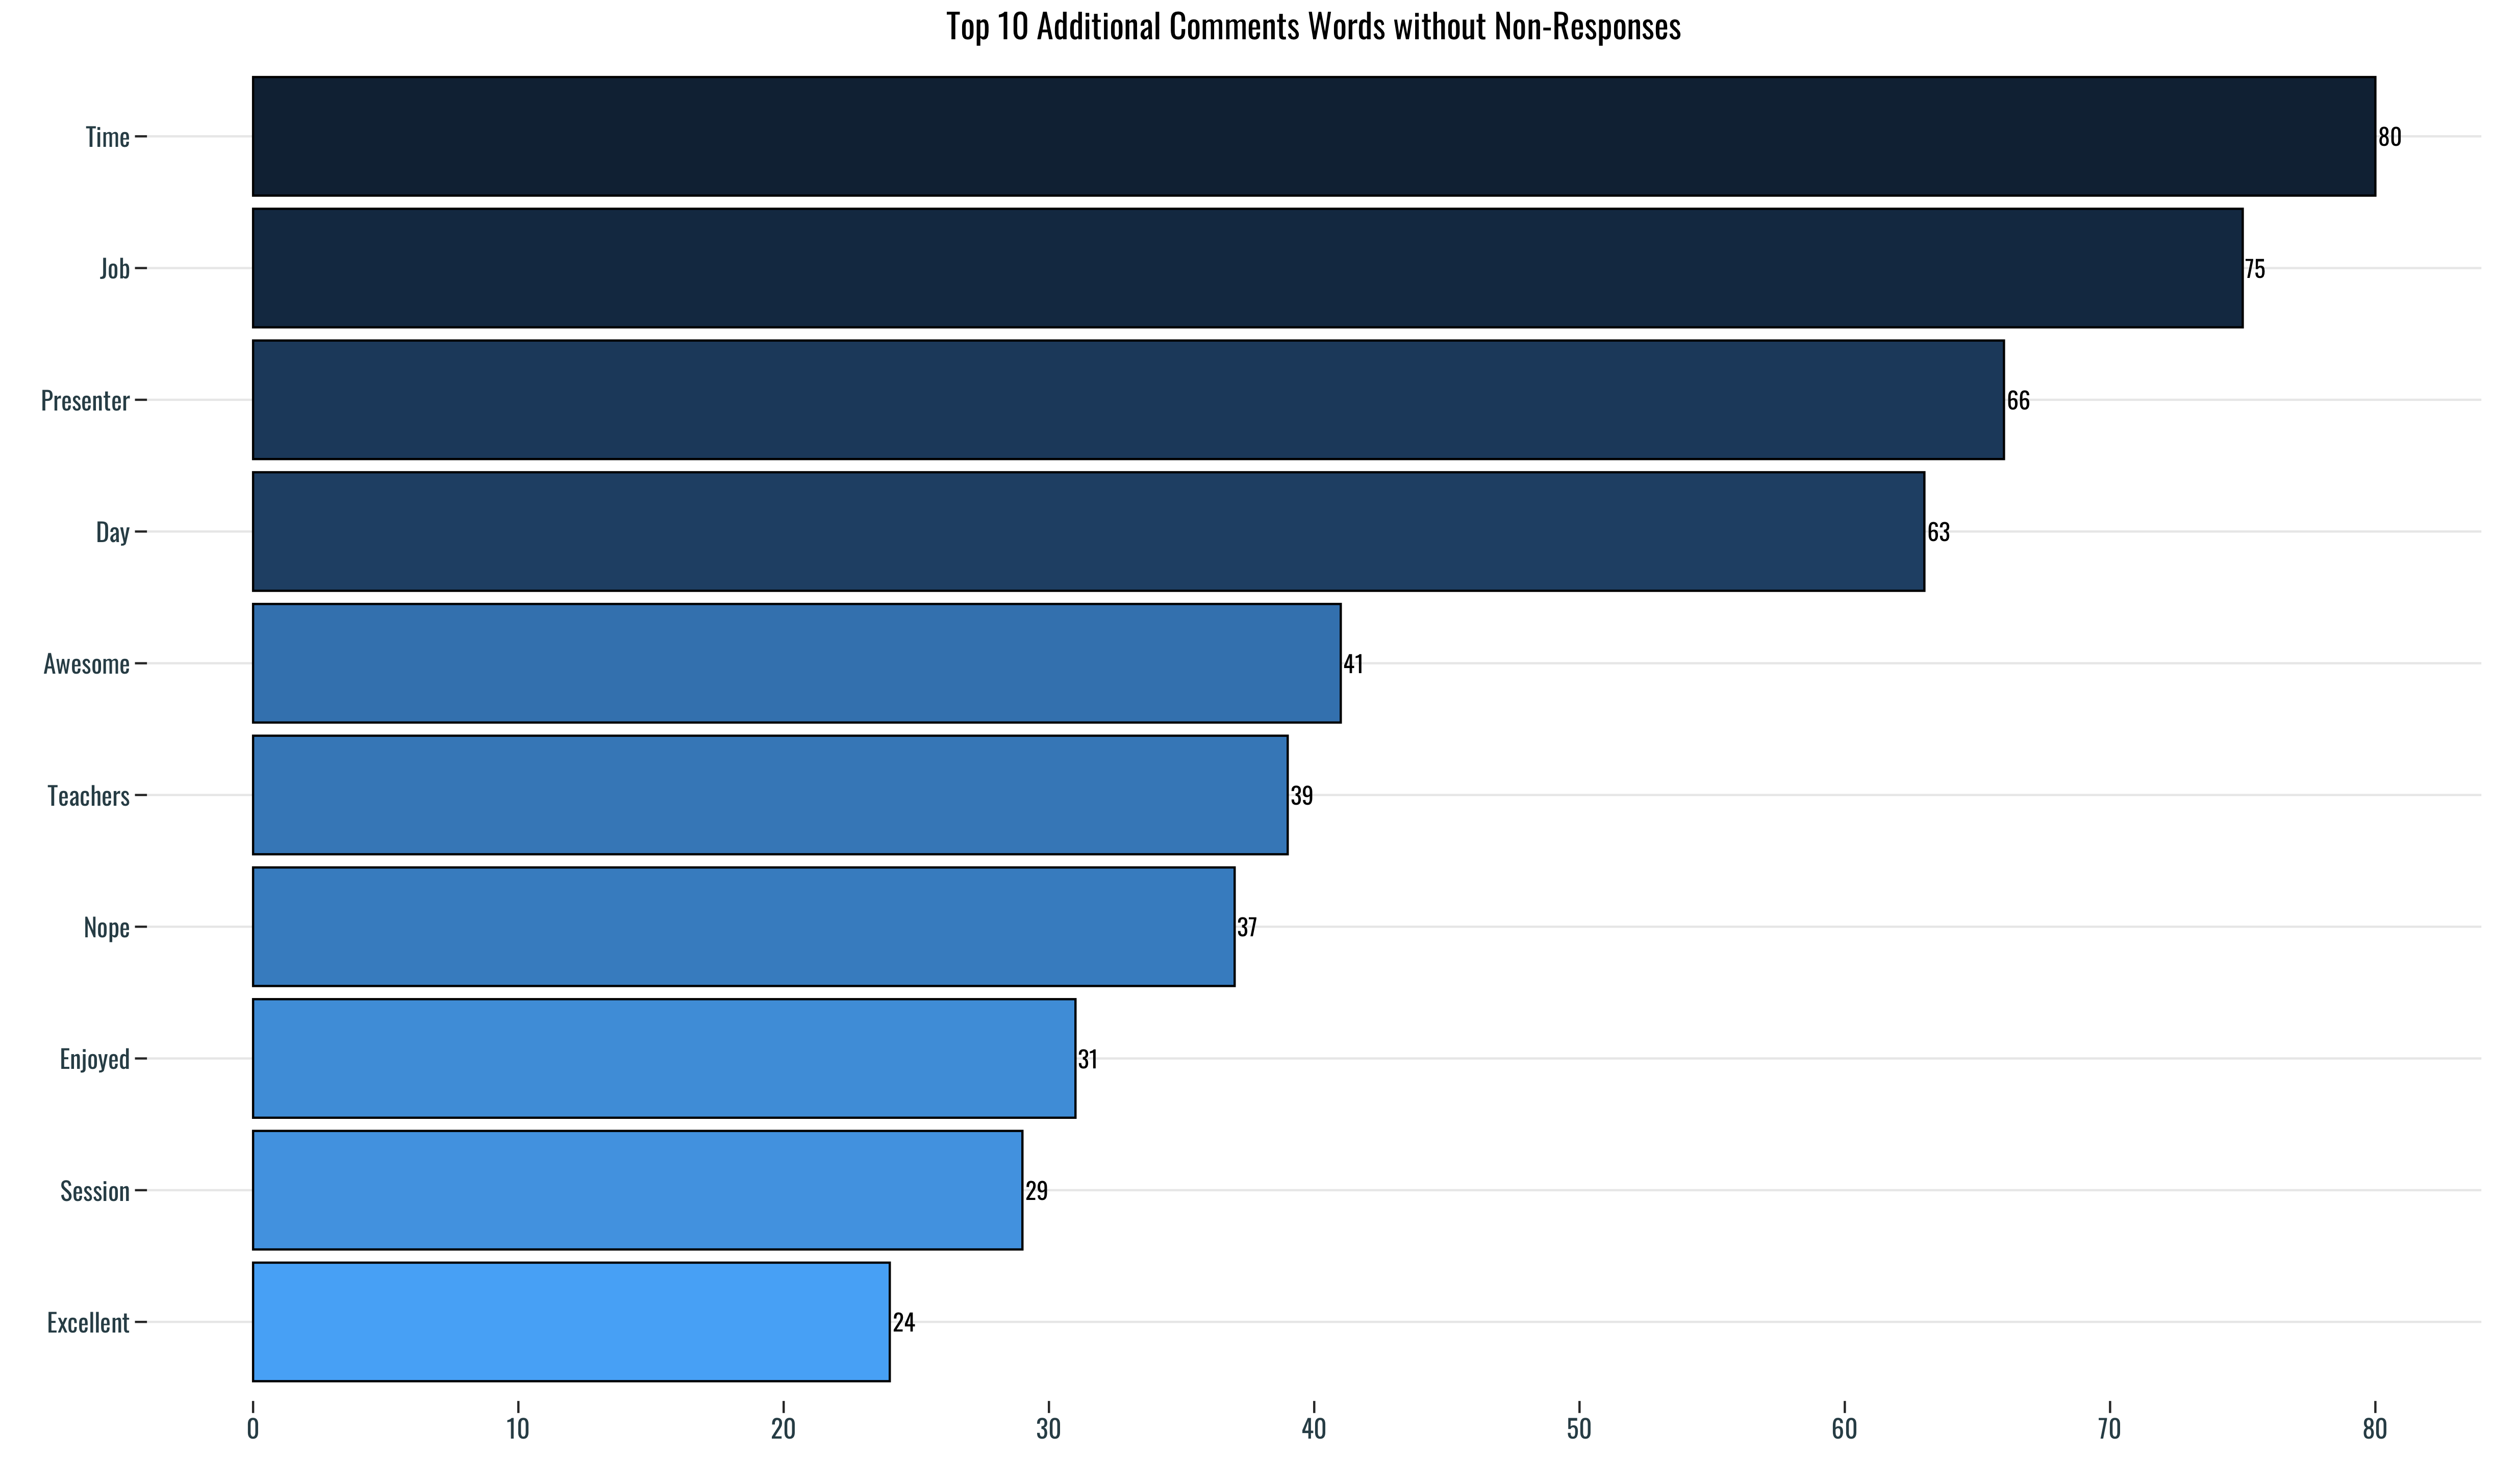 Top 10 Additional Comments Words without Non-Responses
Time 80
Job 75
Presenter 66
Day 63
Awesome 41
Teachers 39
Nope 37
Enjoyed 31
Session 29
Excellent 24
0 10 20 30 40 50 60 70 80